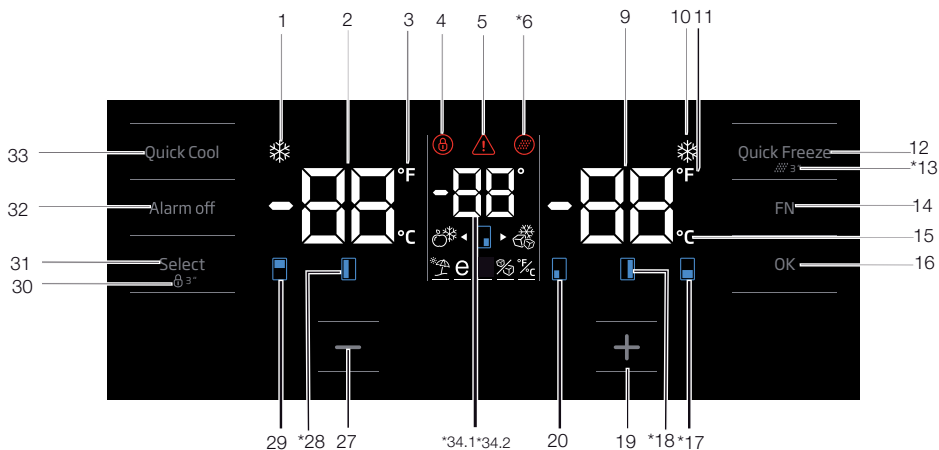 1 2 3 4 5 *6 9 10 11
33 Quick Cool Quick Freeze 12
°F °F 3" *13
-88 -88° -88
32 Alarm off FN 14
°C °C 15
31 Select OK 16
30 3" e °F/°C
29 *28 27 *34.1 *34.2 20 19 *18 *17